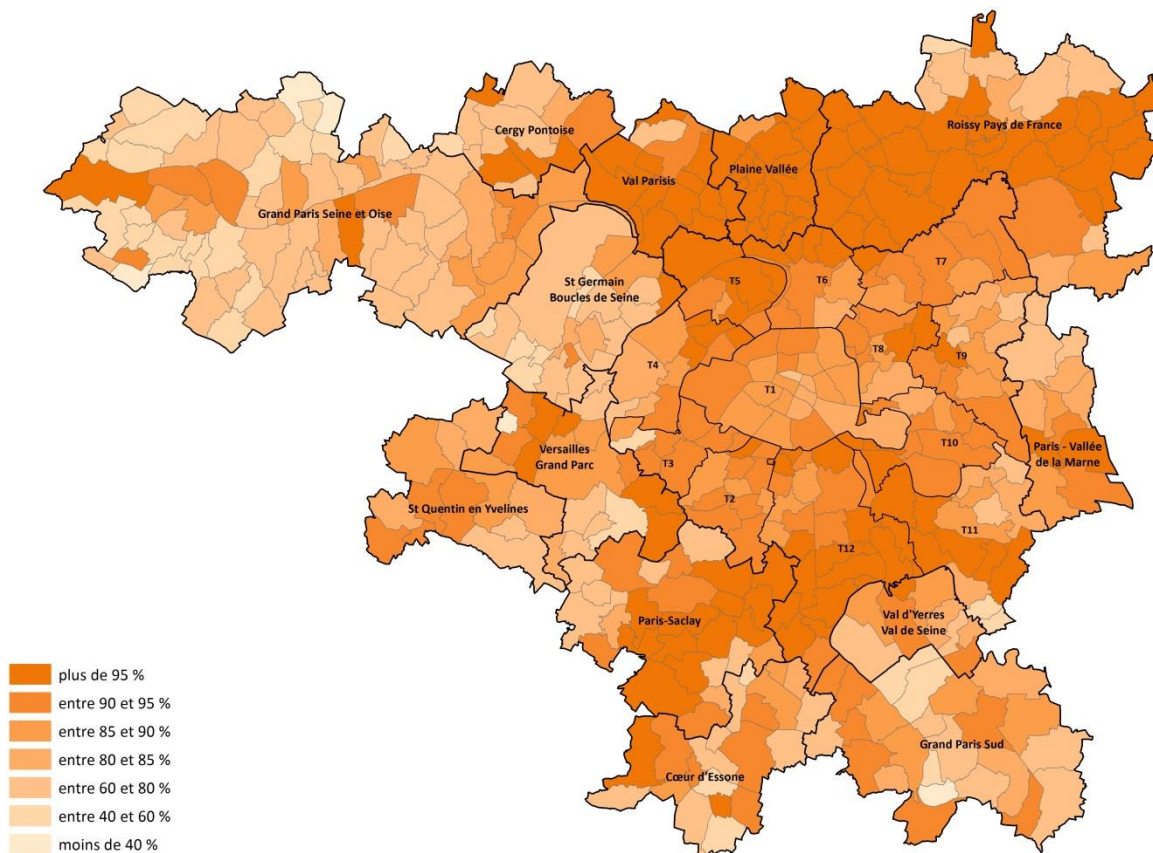 Cergy Pontoise
Roissy Pays de France
Val Parisis
Plaine Vallée
Grand Paris Seine et Oise
St Germain
Boucles de Seine
T5
T6
T7
T8
T9
T4
T1
Versailles
Grand Parc
T3
T10
Paris - Vallée
de la Marne
St Quentin en Yvelines
T2
T11
T12
Paris-Saclay
Val d'Yerres
Val de Seine
Grand Paris Sud
Cœur d'Essone
plus de 95 %
entre 90 et 95 %
entre 85 et 90 %
entre 80 et 85 %
entre 60 et 80 %
entre 40 et 60 %
moins de 40 %